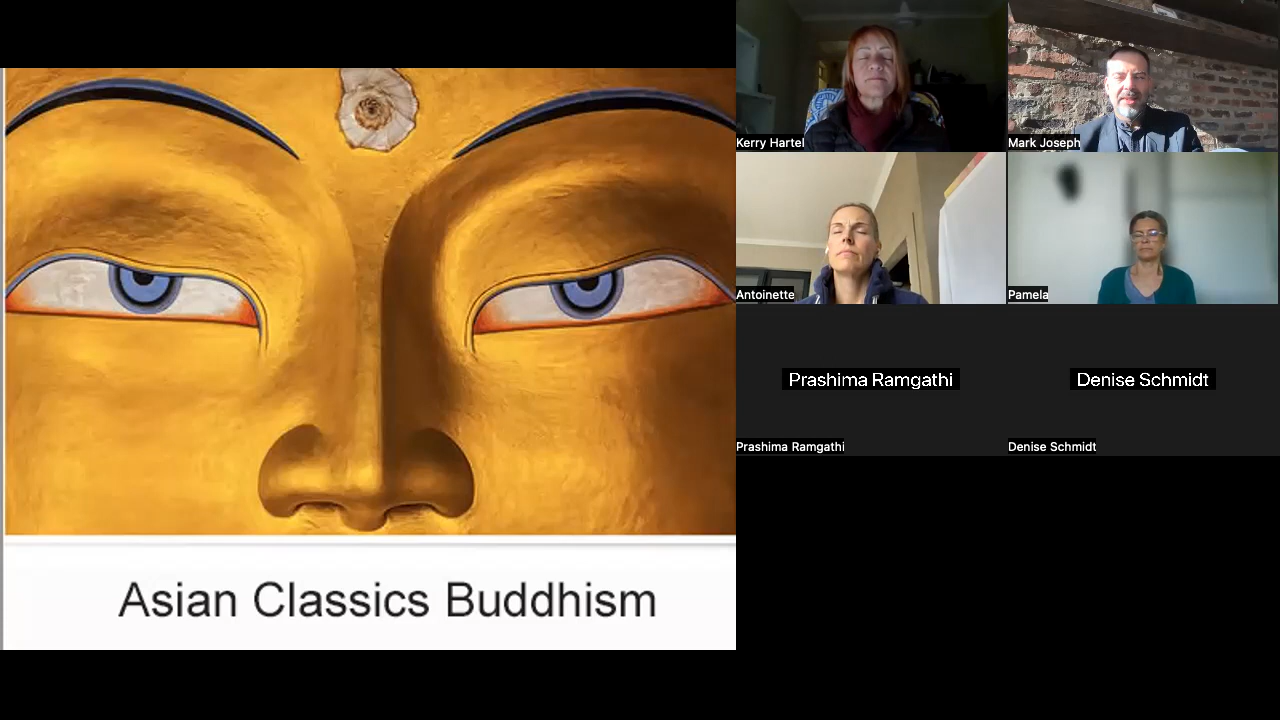 Kerry Hartel
Mark Joseph
Antoinette
Pamela
Prashima Ramgathi
Denise Schmidt
Prashima Ramgathi
Denise Schmidt
Asian Classics Buddhism